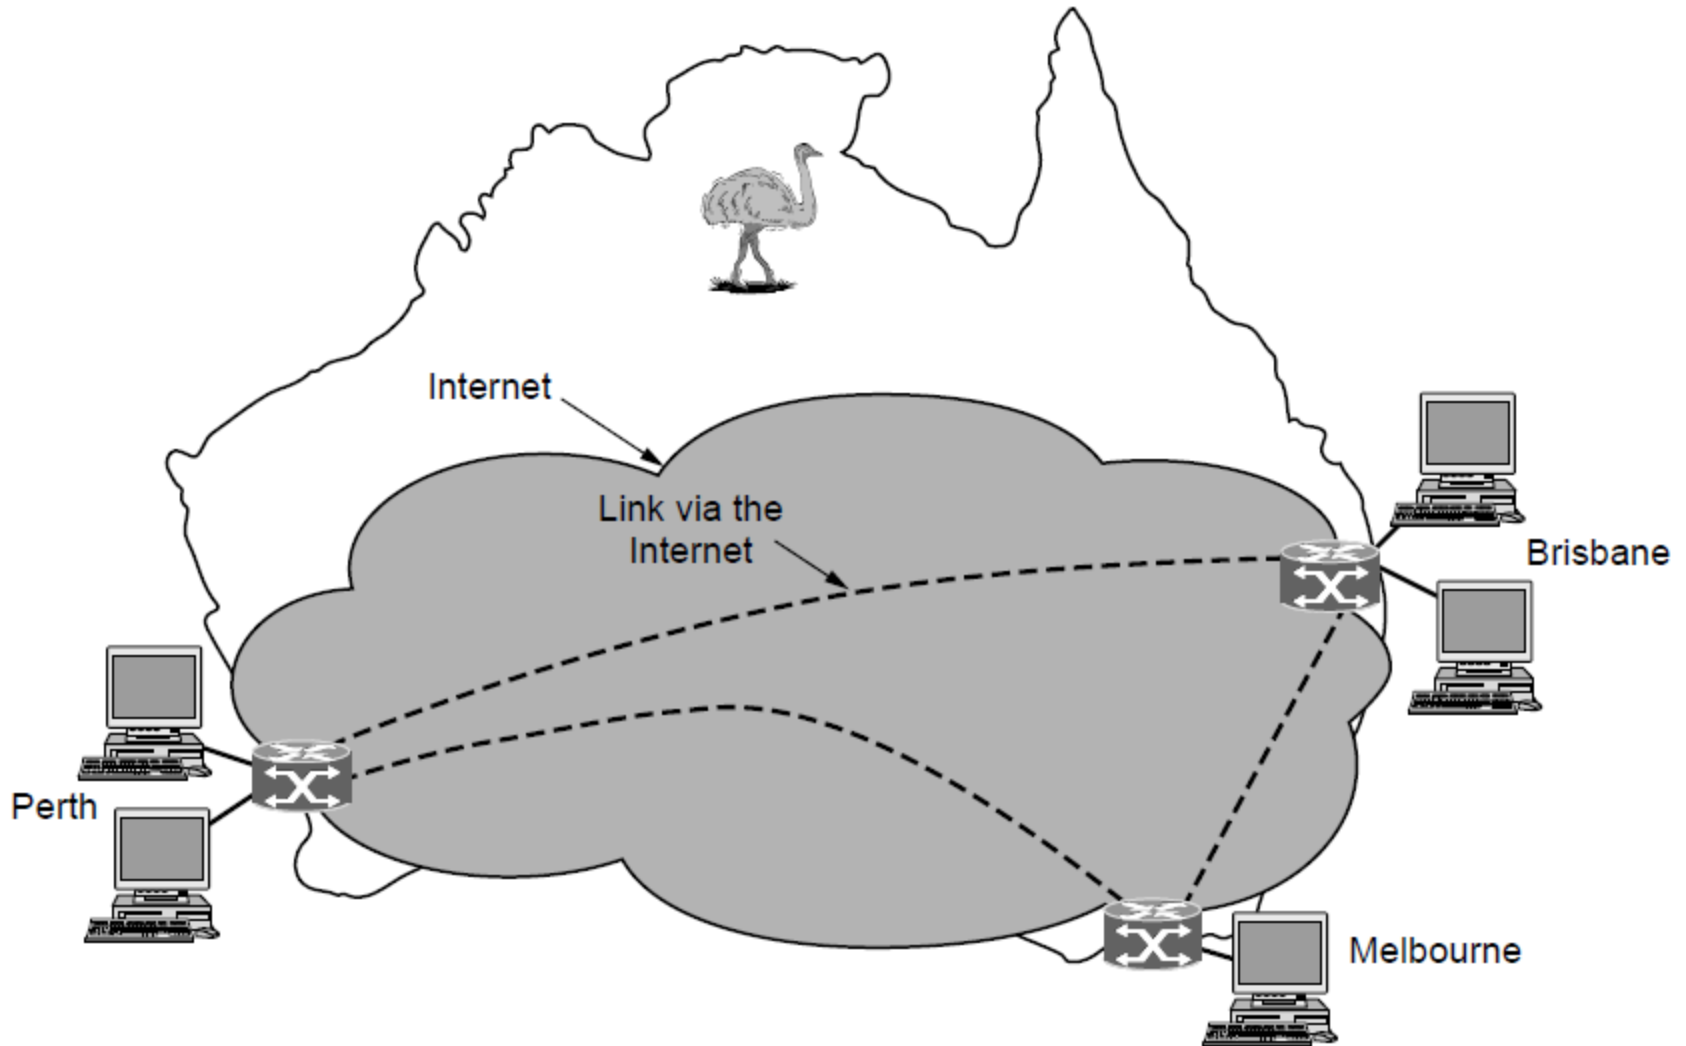 Internet
Link via the
Internet
Brisbane
Perth
Melbourne